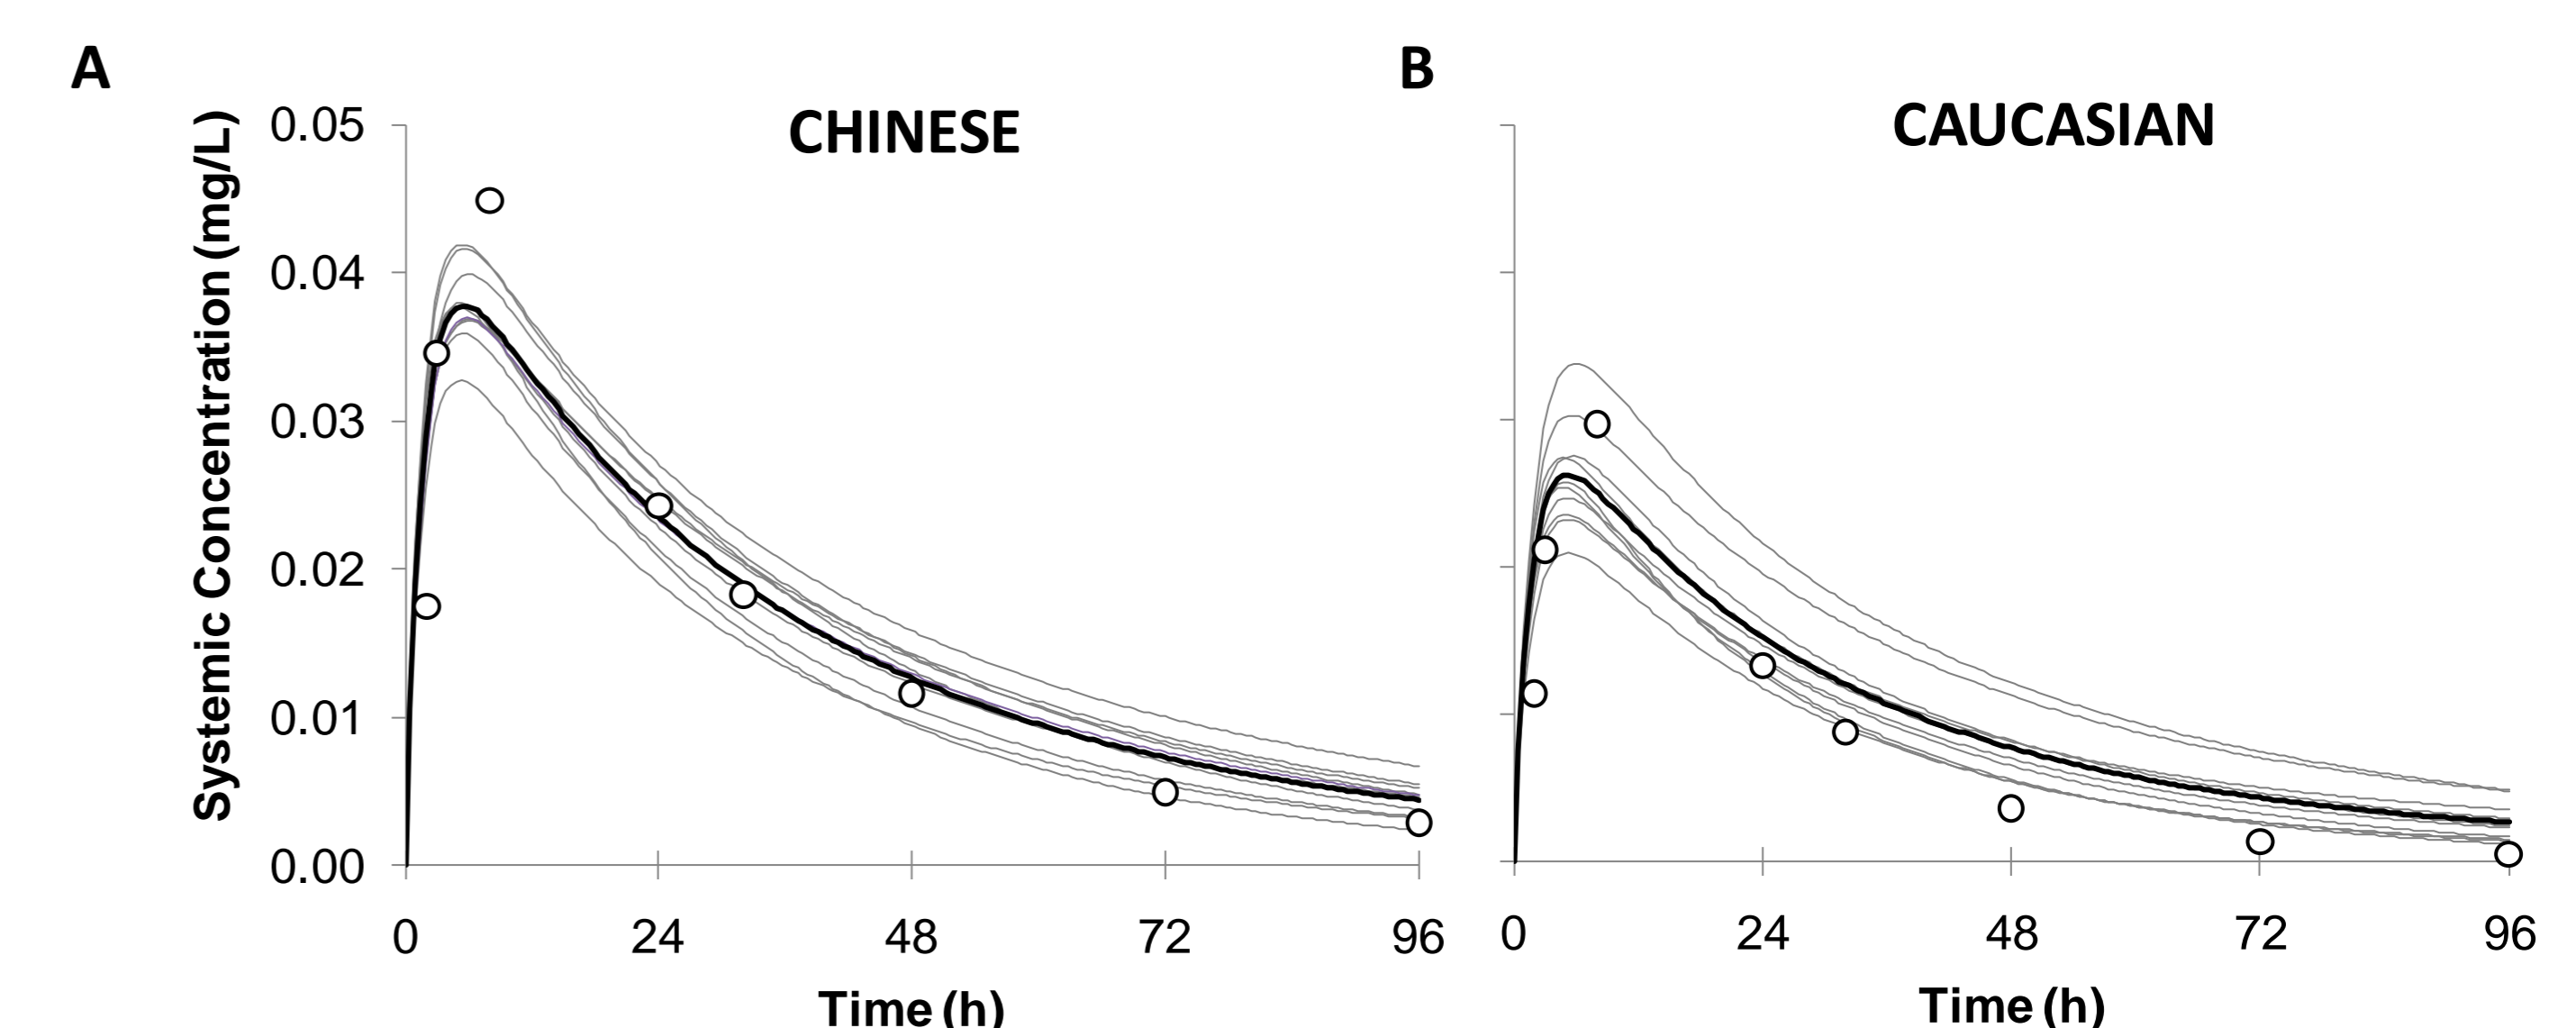 A
B
CHINESE
CAUCASIAN
Systemic Concentration (mg/L)
0.05
0.04
0.03
0.02
0.01
0.00
0 24 48 72 96
0 24 48 72 96
Time (h)
Time (h)